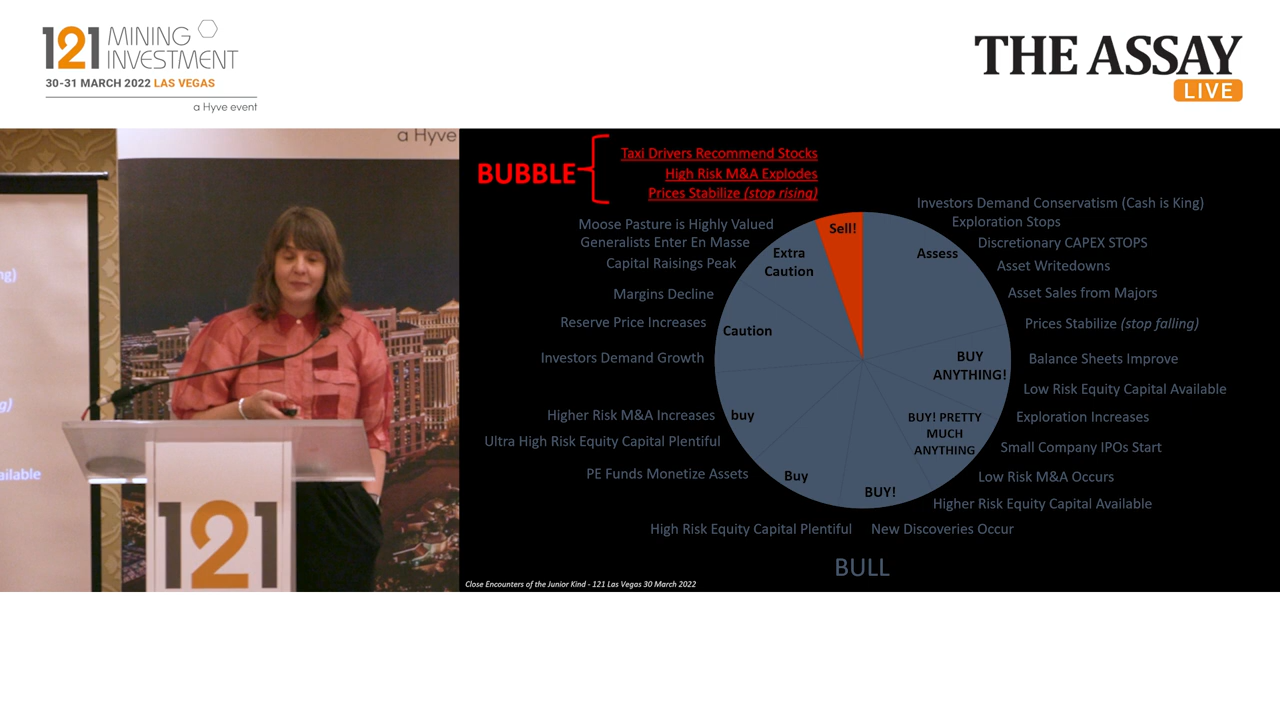 121 MINING
INVESTMENT
30-31 MARCH 2022 LAS VEGAS
a Hyve event
THE ASSAY
LIVE
a Hyve
ng)
g)
ailable
121
BUBBLE
Taxi Drivers Recommend Stocks
High Risk M&A Explodes
Prices Stabilize (stop rising)
Moose Pasture is Highly Valued
Generalists Enter En Masse
Capital Raisings Peak
Margins Decline
Reserve Price Increases
Investors Demand Growth
Higher Risk M&A Increases
Ultra High Risk Equity Capital Plentiful
PE Funds Monetize Assets
High Risk Equity Capital Plentiful
Sell!
Extra
Caution
Caution
buy
Buy
BUY!
BUY! PRETTY
MUCH
ANYTHING
BUY
ANYTHING!
Assess
Investors Demand Conservatism (Cash is King)
Exploration Stops
Discretionary CAPEX STOPS
Asset Writedowns
Asset Sales from Majors
Prices Stabilize (stop falling)
Balance Sheets Improve
Low Risk Equity Capital Available
Exploration Increases
Small Company IPOs Start
Low Risk M&A Occurs
Higher Risk Equity Capital Available
New Discoveries Occur
BULL
Close Encounters of the Junior Kind - 121 Las Vegas 30 March 2022